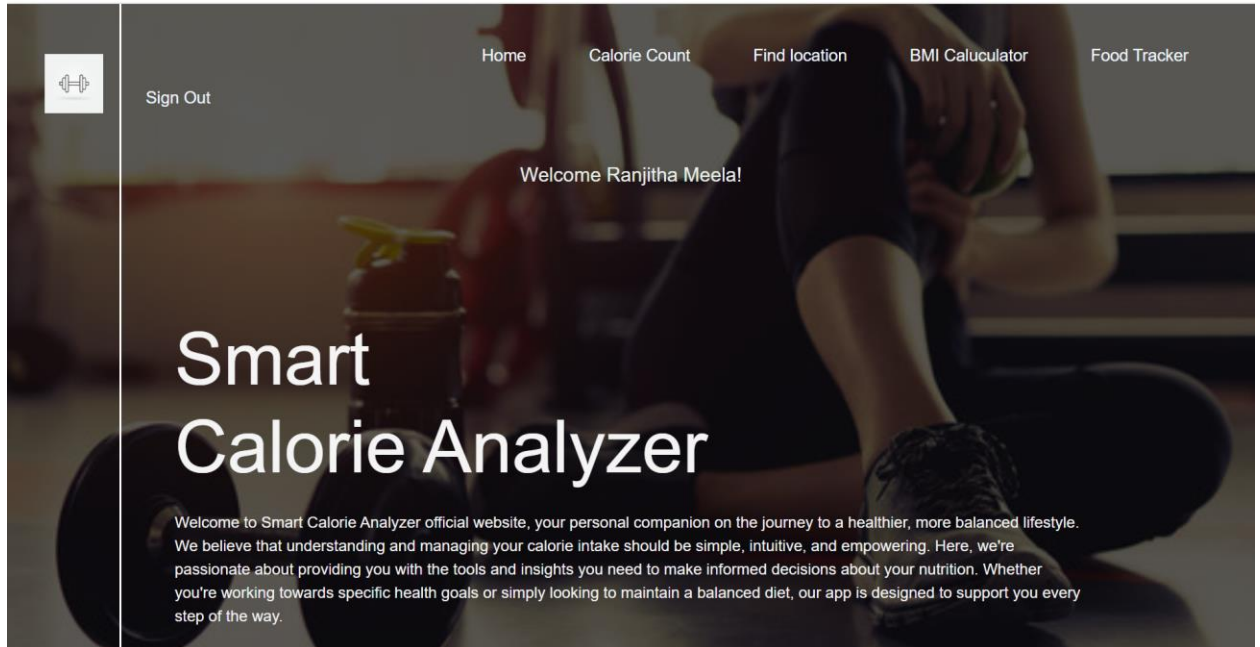 Home Calorie Count Find location BMI Caluculator Food Tracker
Sign Out
Welcome Ranjitha Meela!
Smart
Calorie Analyzer
Welcome to Smart Calorie Analyzer official website, your personal companion on the journey to a healthier, more balanced lifestyle.
We believe that understanding and managing your calorie intake should be simple, intuitive, and empowering. Here, we're
passionate about providing you with the tools and insights you need to make informed decisions about your nutrition. Whether
you're working towards specific health goals or simply looking to maintain a balanced diet, our app is designed to support you every
step of the way.